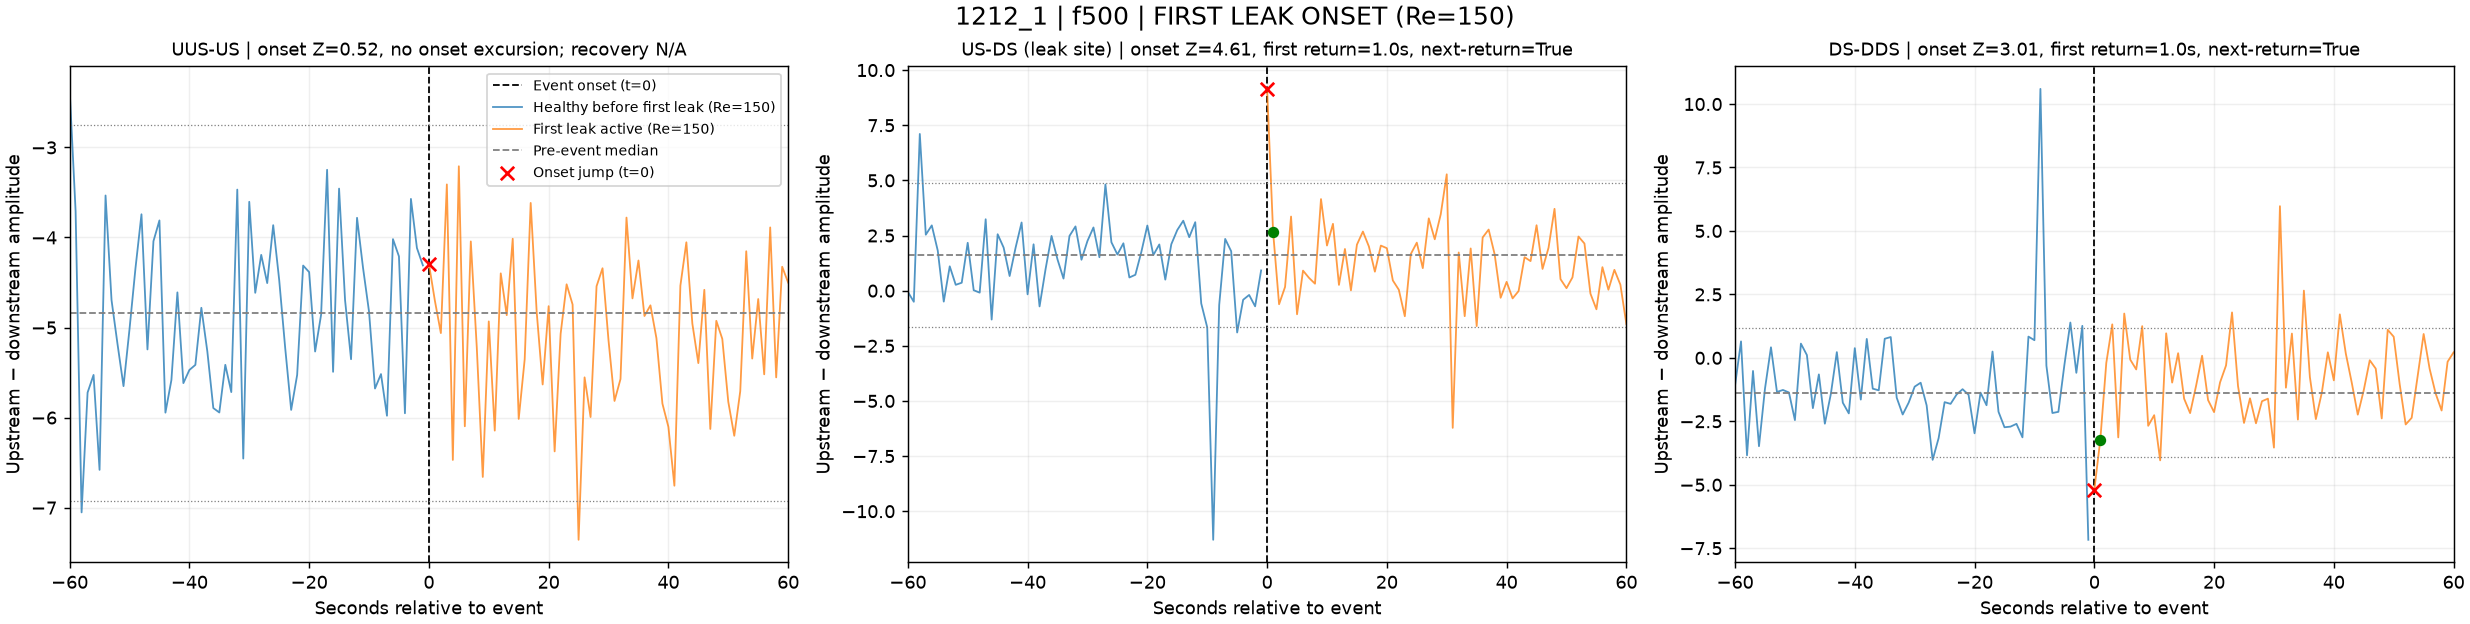 1212_1 | f500 | FIRST LEAK ONSET (Re=150)
UUS-US | onset Z=0.52, no onset excursion; recovery N/A
Upstream − downstream amplitude
−3
−4
−5
−6
−7
Event onset (t=0)
Healthy before first leak (Re=150)
First leak active (Re=150)
Pre-event median
Onset jump (t=0)
−60 −40 −20 0 20 40 60
Seconds relative to event
US-DS (leak site) | onset Z=4.61, first return=1.0s, next-return=True
Upstream − downstream amplitude
10.0
7.5
5.0
2.5
0.0
−2.5
−5.0
−7.5
−10.0
−60 −40 −20 0 20 40 60
Seconds relative to event
DS-DDS | onset Z=3.01, first return=1.0s, next-return=True
Upstream − downstream amplitude
10.0
7.5
5.0
2.5
0.0
−2.5
−5.0
−7.5
−60 −40 −20 0 20 40 60
Seconds relative to event